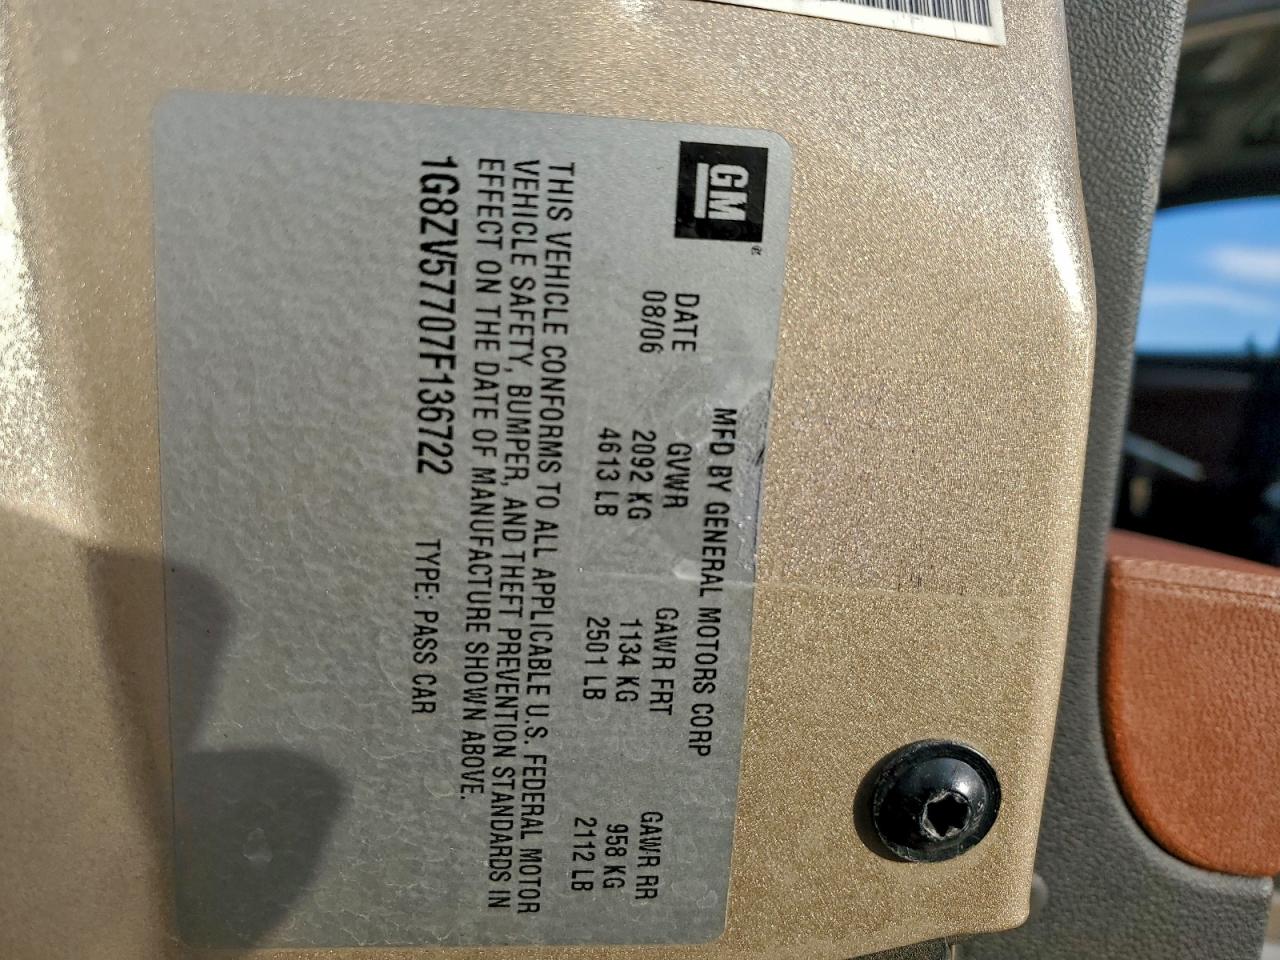 GM ®
MFD BY GENERAL MOTORS CORP
DATE GVWR GAWR FRT GAWR RR
08/06 2092 KG 1134 KG 958 KG
4613 LB 2501 LB 2112 LB
THIS VEHICLE CONFORMS TO ALL APPLICABLE U.S. FEDERAL MOTOR
VEHICLE SAFETY, BUMPER, AND THEFT PREVENTION STANDARDS IN
EFFECT ON THE DATE OF MANUFACTURE SHOWN ABOVE.
1G8ZV57707F136722 TYPE: PASS CAR